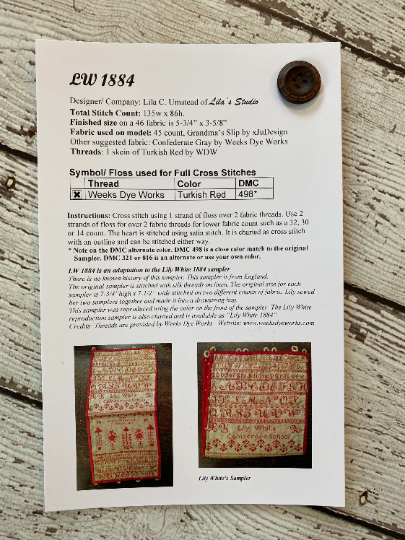 LW 1884
Designer/ Company: Lila C. Umstead of Lila's Studio
Total Stitch Count: 135w x 86h.
Finished size on a 46 fabric is 5-3/4" x 3-5/8"
Fabric used on model: 45 count, Grandma's Slip by xJuDesign
Other suggested fabric: Confederate Gray by Weeks Dye Works
Threads: 1 skein of Turkish Red by WDW
Symbol/ Floss used for Full Cross Stitches
Thread Color DMC
Weeks Dye Works Turkish Red 498*
Instructions: Cross stitch using 1 strand of floss over 2 fabric threads. Use 2
strands of floss for over 2 fabric threads for lower fabric count such as a 32, 30
or 14 count. The heart is stitched using satin stitch. It is charted as cross stitch
with an outline and can be stitched either way.
* Note on the DMC alternate color. DMC 498 is a close color match to the original
Sampler. DMC 321 or 816 is an alternate or use your own color.
LW 1884 is an adaptation to the Lily White 1884 sampler
There is no known history of this sampler. This sampler is from England.
The original sampler is stitched with silk threads on linen. The original size for each
sampler is 7-3/4" high x 7-1/2" wide stitched on two different counts of fabric. Lily sewed
her two samplers together and made it into a drawstring bag.
This sampler was reproduced using the color on the front of the sampler. The Lily White
reproduction sampler is also charted and is available as "Lily White 1884"
Credits: Threads are provided by Weeks Dye Works Website: www.weeksdyeworks.com
Lily White
School
Lily White's Sampler